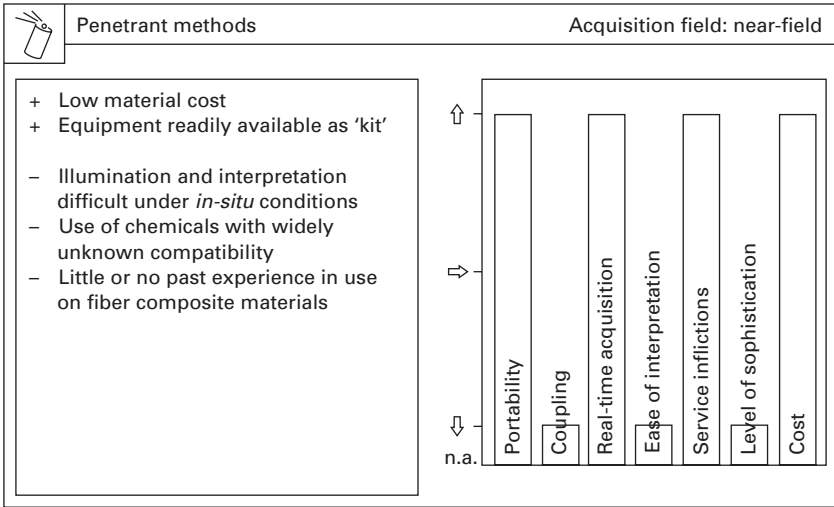 Penetrant methods
Acquisition field: near-field
+ Low material cost
+ Equipment readily available as ‘kit’
– Illumination and interpretation
difficult under in-situ conditions
– Use of chemicals with widely
unknown compatibility
– Little or no past experience in use
on fiber composite materials
n.a.
Portability
Coupling
Real-time acquisition
Ease of interpretation
Service inflictions
Level of sophistication
Cost